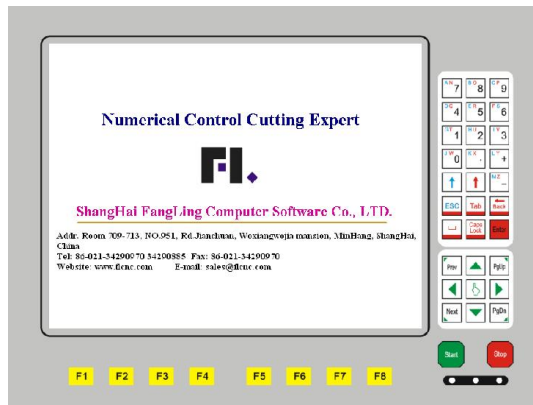 Numerical Control Cutting Expert
ShangHai FangLing Computer Software Co., LTD.
Addr. Room 709-713, NO.951, Rd.Jianchuan, Woxiangwojia mansion, MinHang, ShangHai,
China
Tel: 86-021-34290970 34290885 Fax: 86-021-34290970
Website: www.flcnc.com E-mail: sales@flcnc.com
7 8 9
4 5 6
1 2 3
0 . +
-
ESC Tab Back
Caps Lock Enter
Prev PgUp
Next PgDn
Start Stop
F1 F2 F3 F4 F5 F6 F7 F8